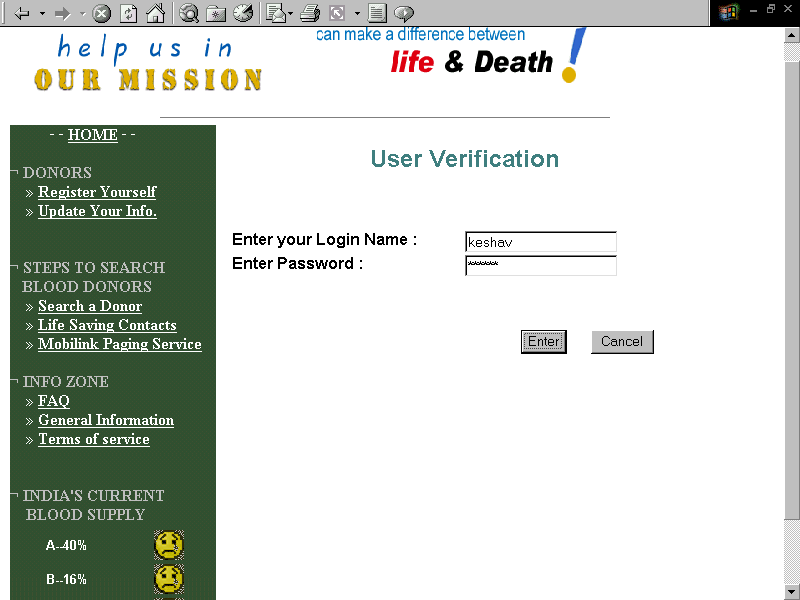 help us in
OUR MISSION
can make a difference between
life & Death !
- - HOME - -
¬ DONORS
» Register Yourself
» Update Your Info.
¬ STEPS TO SEARCH
BLOOD DONORS
» Search a Donor
» Life Saving Contacts
» Mobilink Paging Service
¬ INFO ZONE
» FAQ
» General Information
» Terms of service
¬ INDIA'S CURRENT
BLOOD SUPPLY
A--40%
B--16%
User Verification
Enter your Login Name : keshav
Enter Password : ******
Enter Cancel